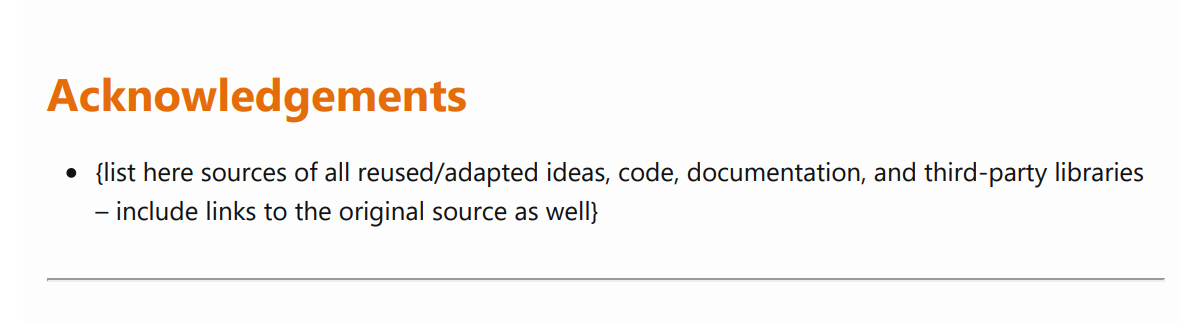 Acknowledgements
• {list here sources of all reused/adapted ideas, code, documentation, and third-party libraries
– include links to the original source as well}